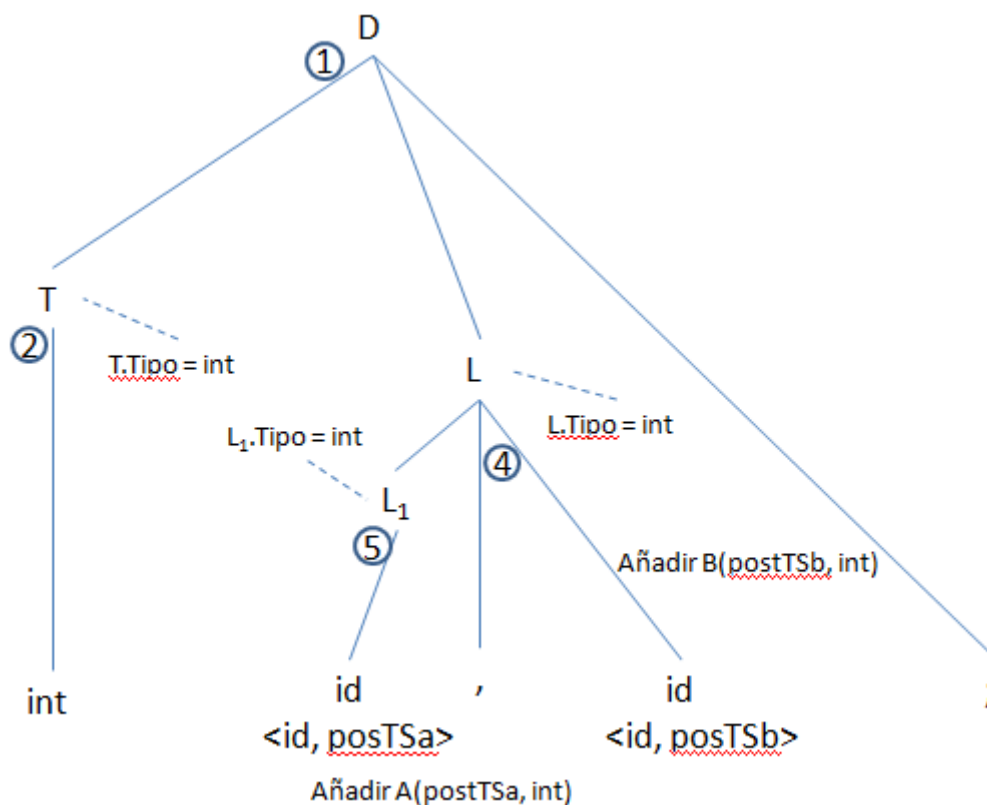 D
1
T
2
T.Tipo = int
L
L.Tipo = int
L₁.Tipo = int
4
L₁
5
Añadir B(postTSb, int)
int
id
,
id
;
<id, posTSa>
<id, posTSb>
Añadir A(postTSa, int)